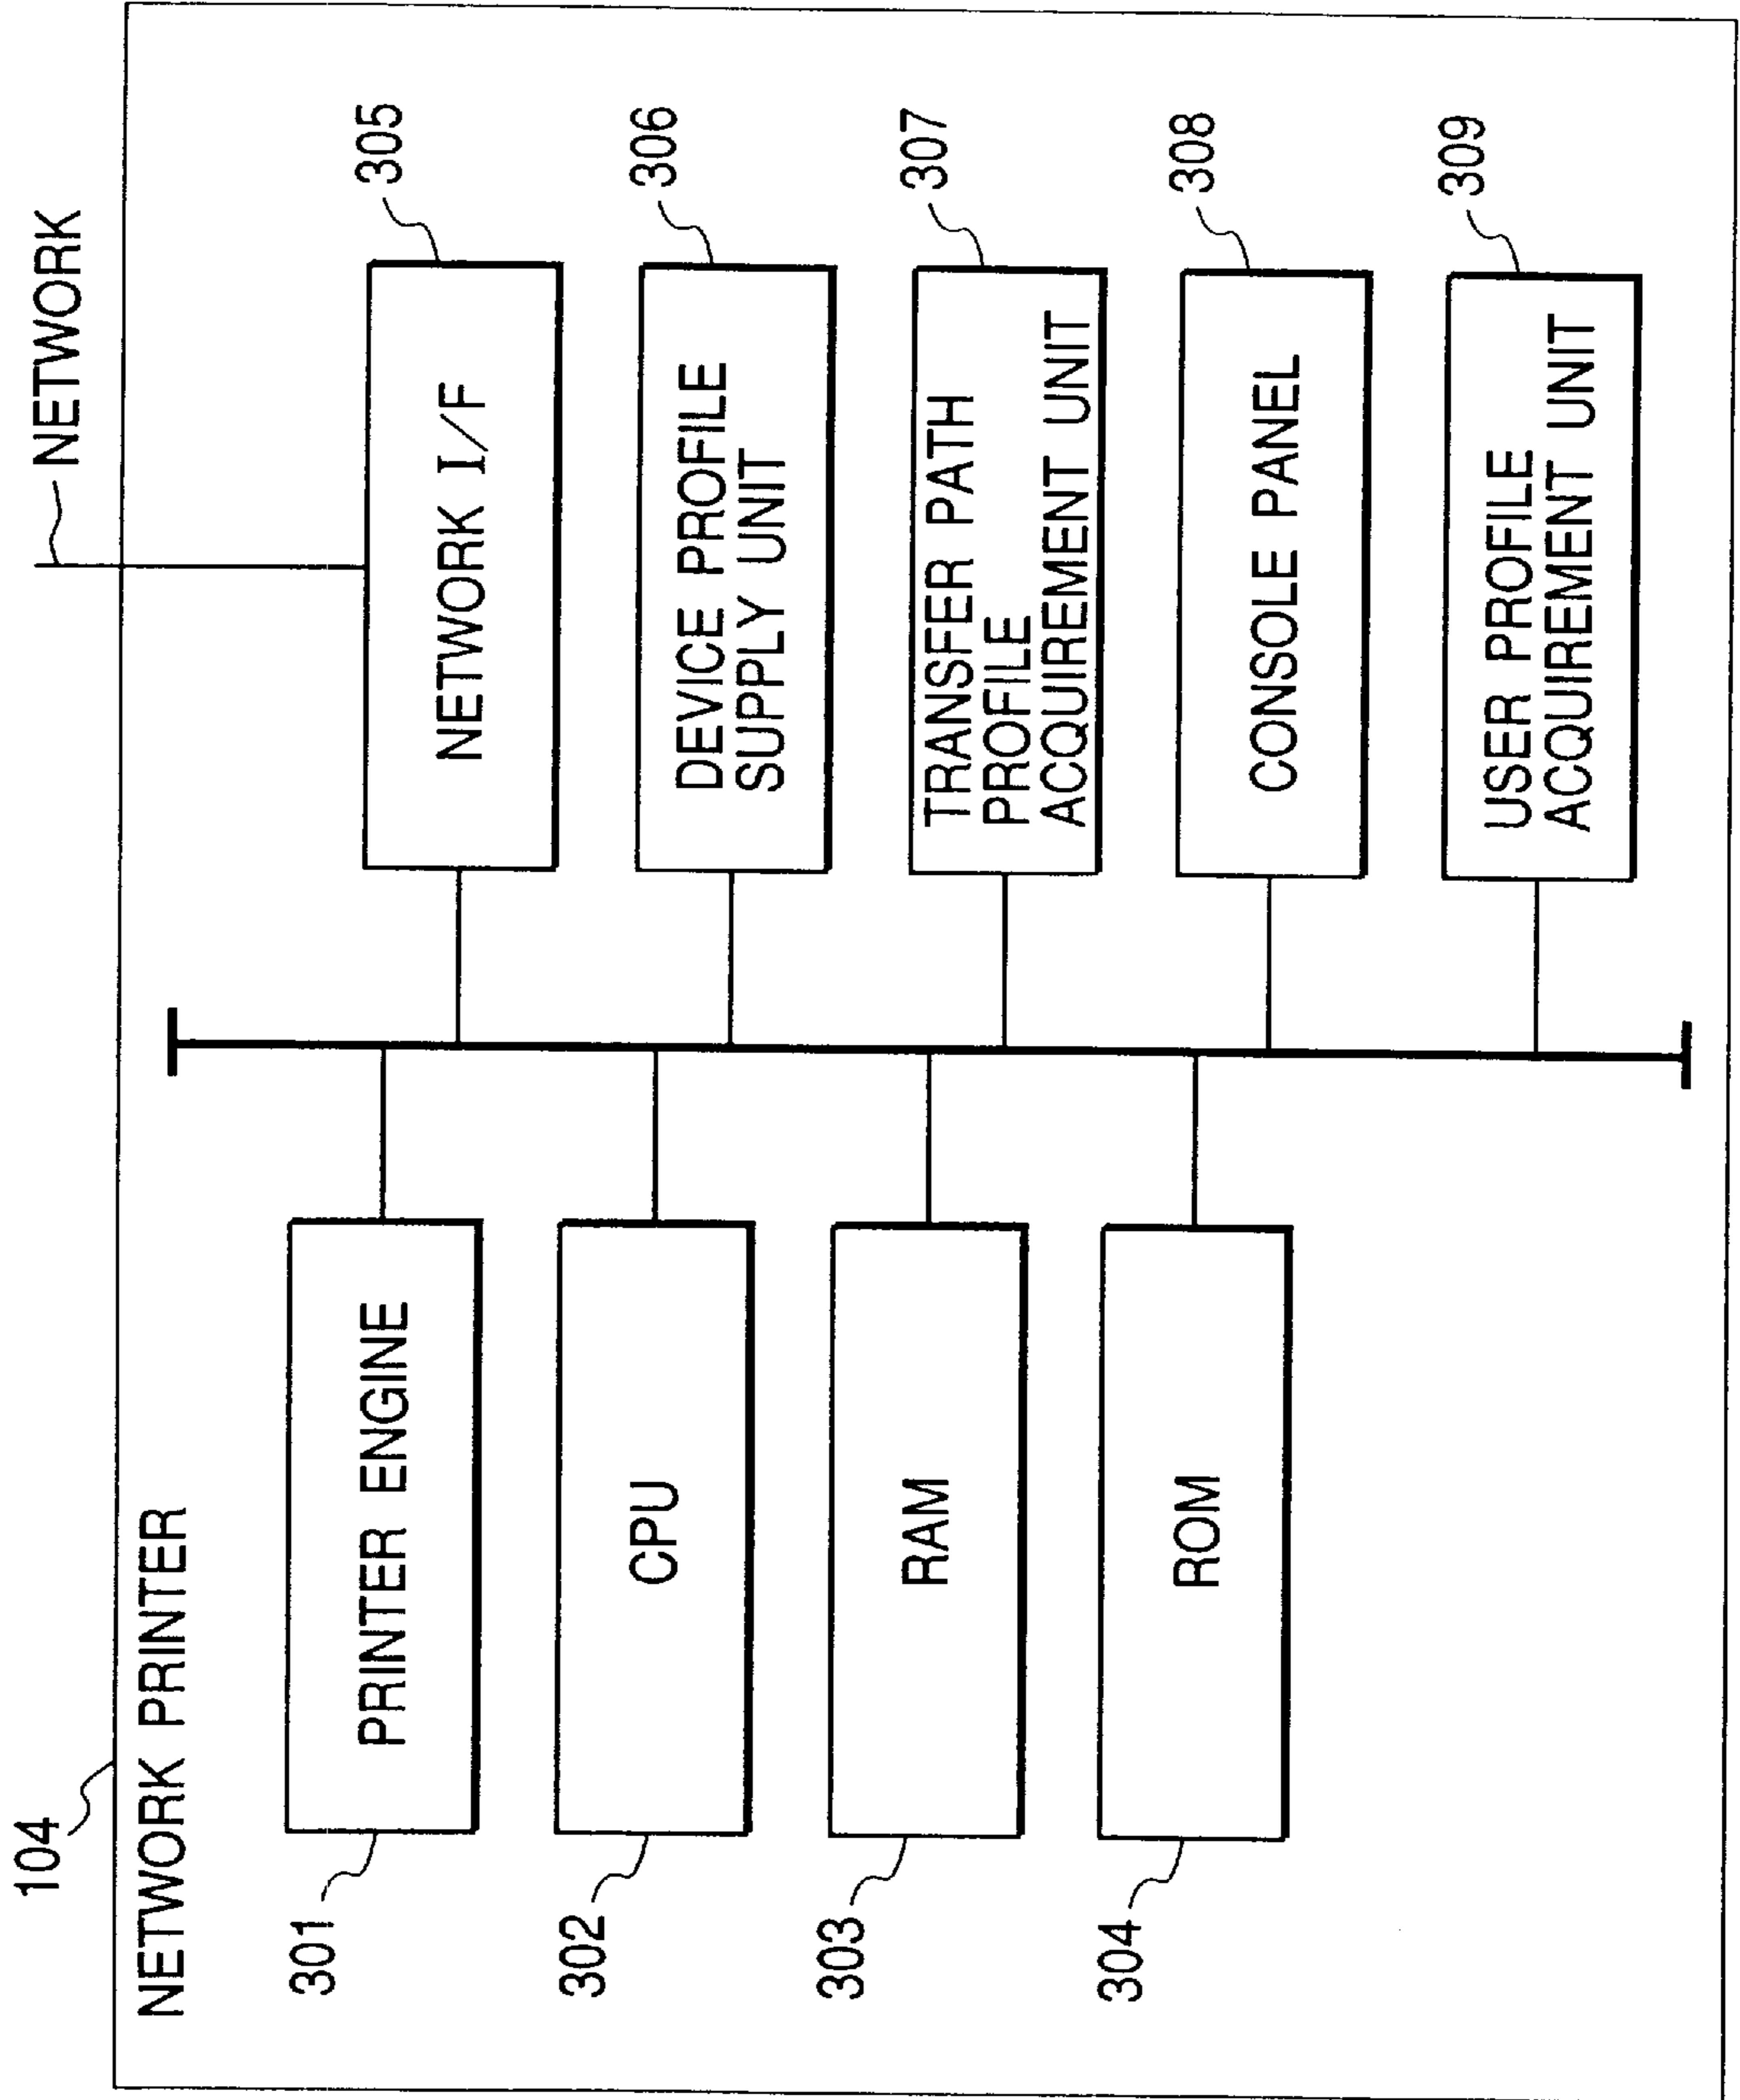 104
NETWORK PRINTER
NETWORK
301
PRINTER ENGINE
302
CPU
303
RAM
304
ROM
NETWORK I/F
305
DEVICE PROFILE
SUPPLY UNIT
306
TRANSFER PATH
PROFILE
ACQUIREMENT UNIT
307
CONSOLE PANEL
308
USER PROFILE
ACQUIREMENT UNIT
309